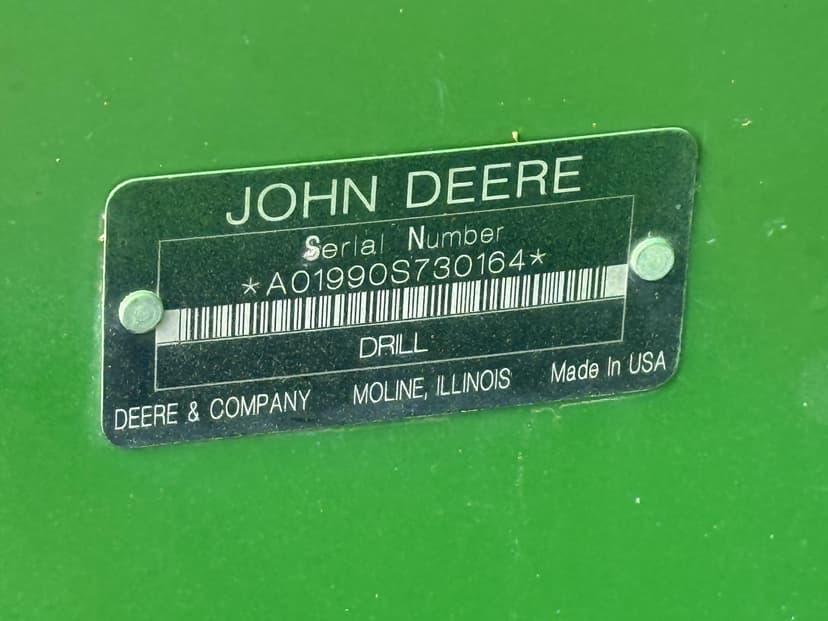 JOHN DEERE
Serial Number
*A01990S730164*
DRILL
DEERE & COMPANY MOLINE, ILLINOIS Made In USA